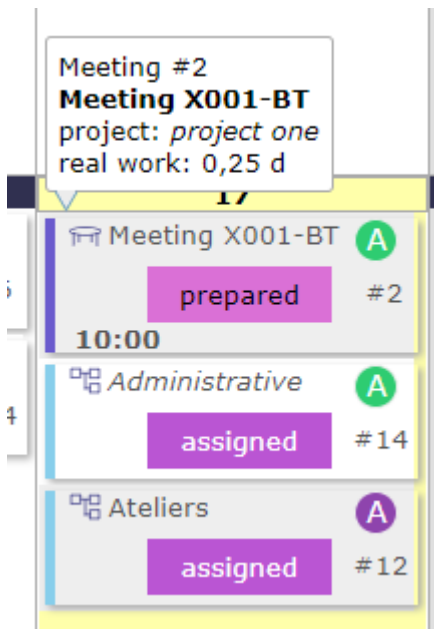 Meeting #2
Meeting X001-BT
project: project one
real work: 0,25 d
17
Meeting X001-BT A
prepared #2
10:00
Administrative A
assigned #14
Ateliers A
assigned #12
4